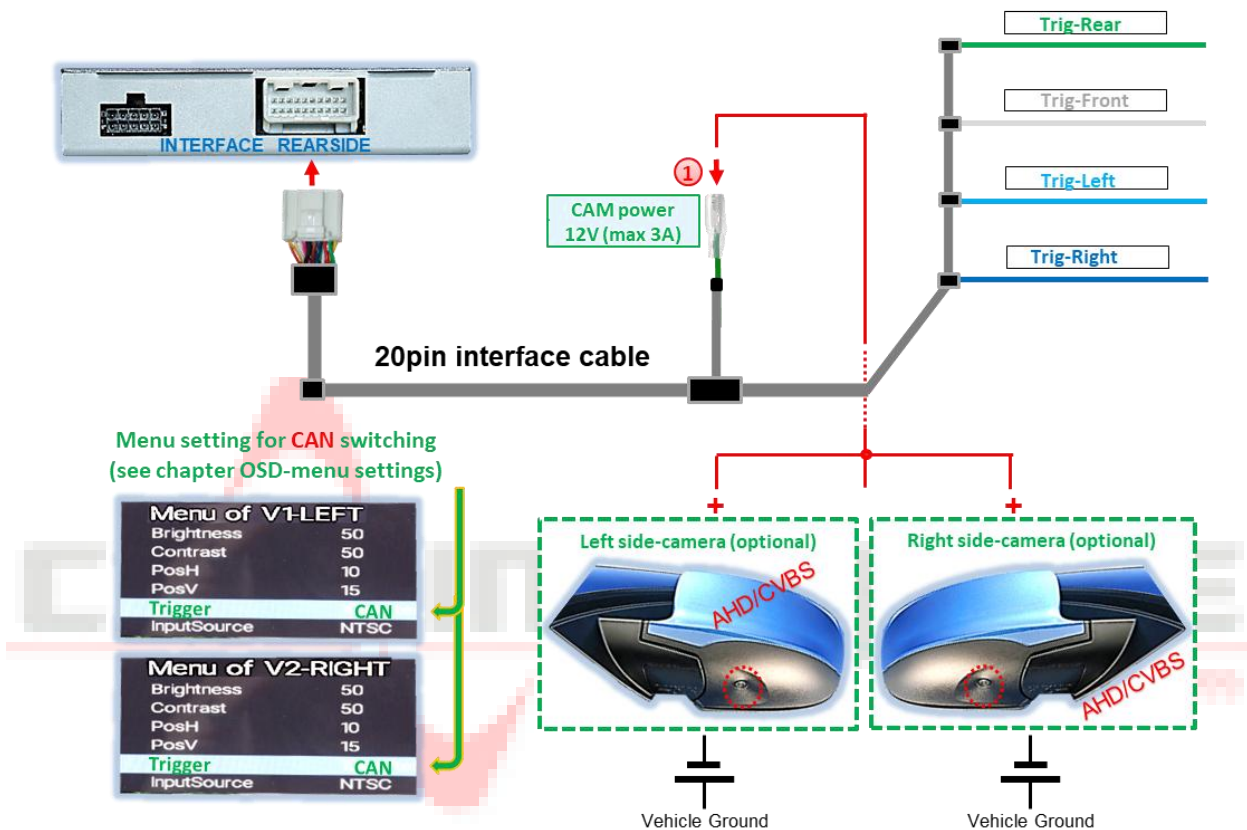 Trig-Rear
Trig-Front
Trig-Left
Trig-Right
INTERFACE REARSIDE
1
CAM power
12V (max 3A)
20pin interface cable
Menu setting for CAN switching
(see chapter OSD-menu settings)
Menu of V1-LEFT
Brightness 50
Contrast 50
PosH 10
PosV 15
Trigger CAN
InputSource NTSC
Menu of V2-RIGHT
Brightness 50
Contrast 50
PosH 10
PosV 15
Trigger CAN
InputSource NTSC
+
+
Left side-camera (optional)
AHD/CVBS
Right side-camera (optional)
AHD/CVBS
Vehicle Ground
Vehicle Ground